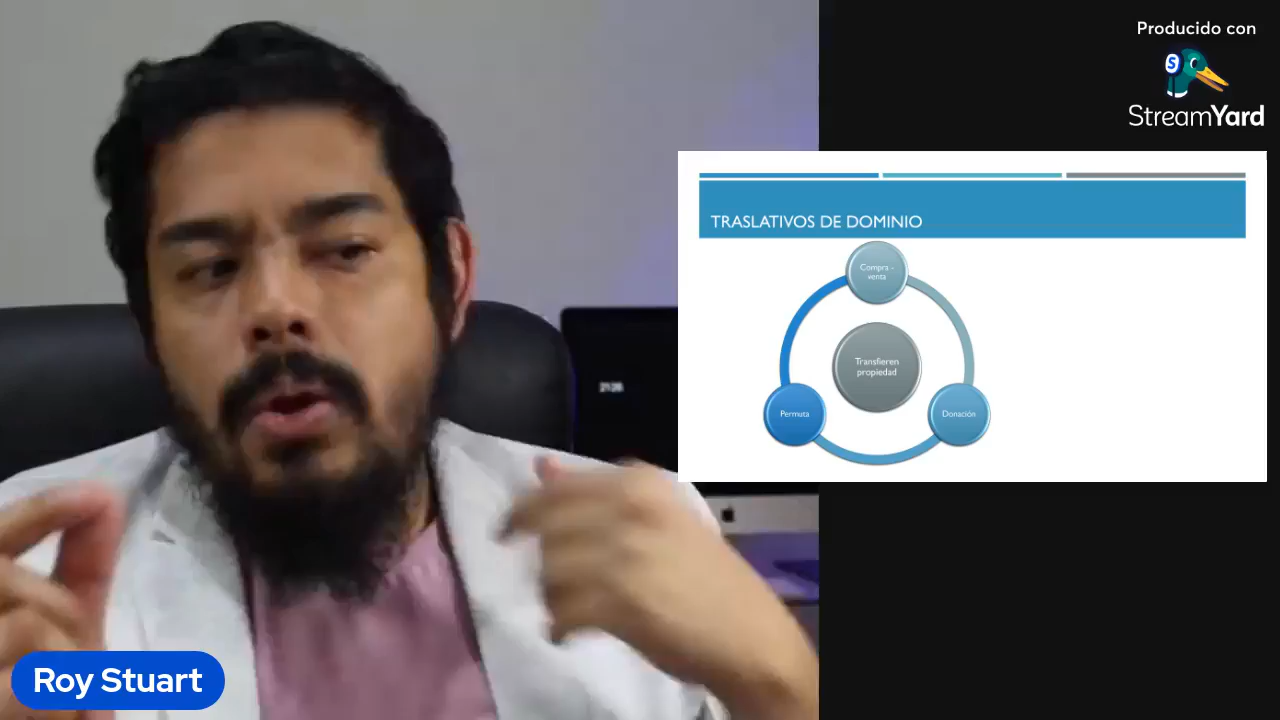 Producido con
StreamYard
TRASLATIVOS DE DOMINIO
Compra -
venta
Transfieren
propiedad
Permuta
Donación
Roy Stuart